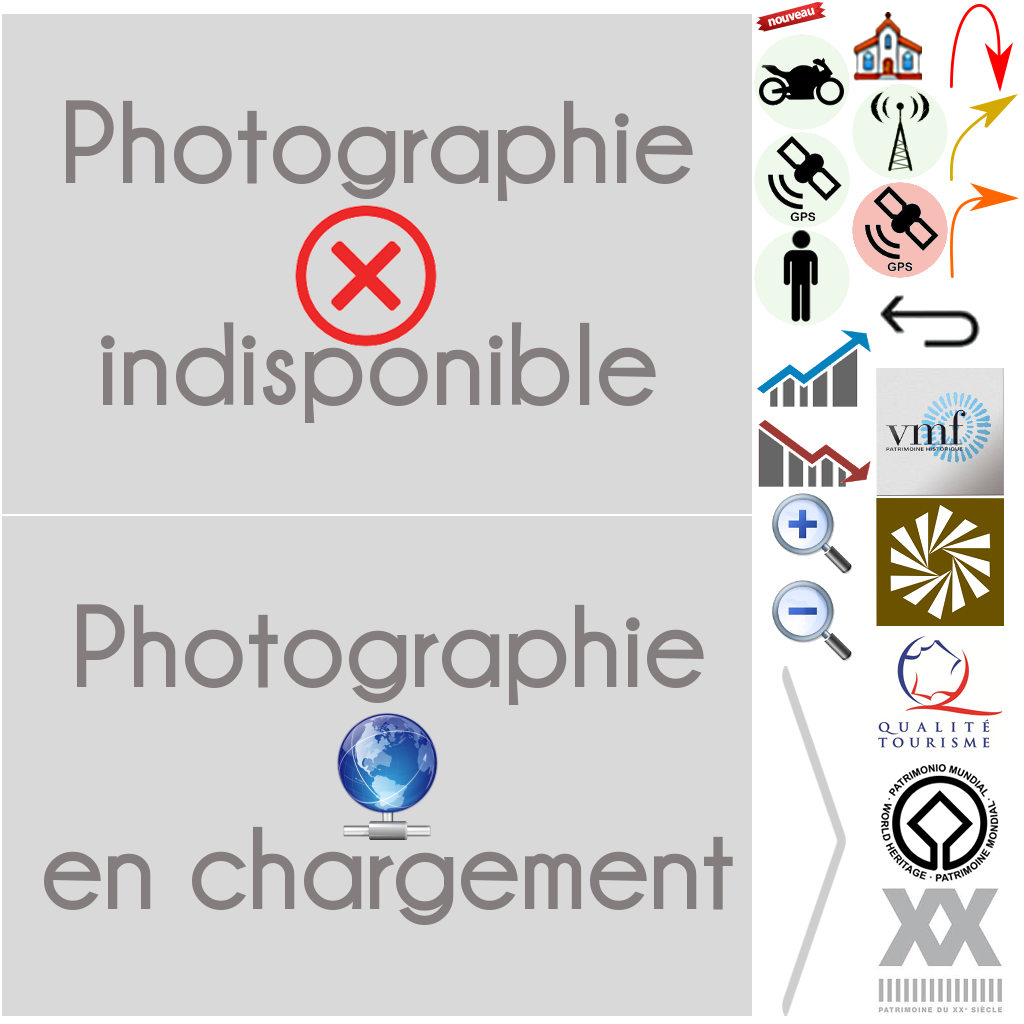 Photographie
indisponible
Photographie
en chargement
nouveau
GPS
GPS
vmf
PATRIMOINE HISTORIQUE
QUALITÉ
TOURISME
· PATRIMONIO MUNDIAL · WORLD HERITAGE · PATRIMOINE MONDIAL
XX
PATRIMOINE DU XXᵉ SIÈCLE